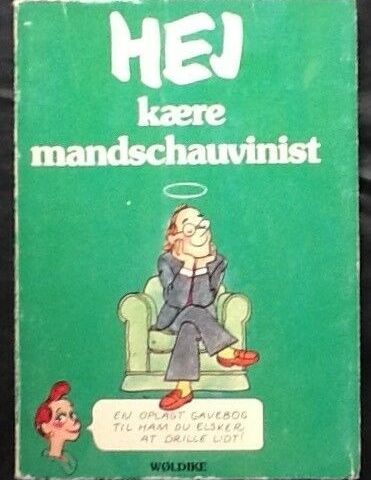 HEJ
kære
mandschauvinist
EN OPLAGT GAVEBOG
TIL HAM DU ELSKER
AT DRILLE LIDT!
WØLDIKE